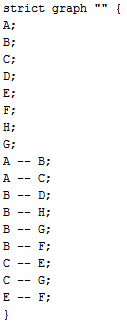 strict graph "" {
A;
B;
C;
D;
E;
F;
H;
G;
A -- B;
A -- C;
B -- D;
B -- H;
B -- G;
B -- F;
C -- E;
C -- G;
E -- F;
}